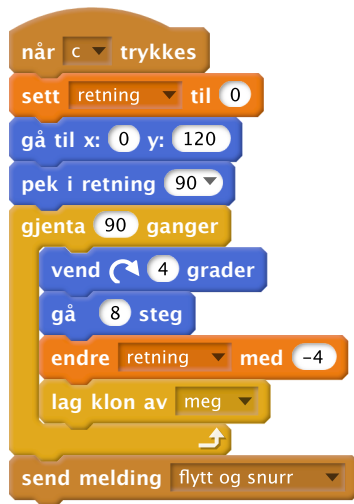 når c trykkes
sett retning til 0
gå til x: 0 y: 120
pek i retning 90
gjenta 90 ganger
vend 4 grader
gå 8 steg
endre retning med -4
lag klon av meg
send melding flytt og snurr